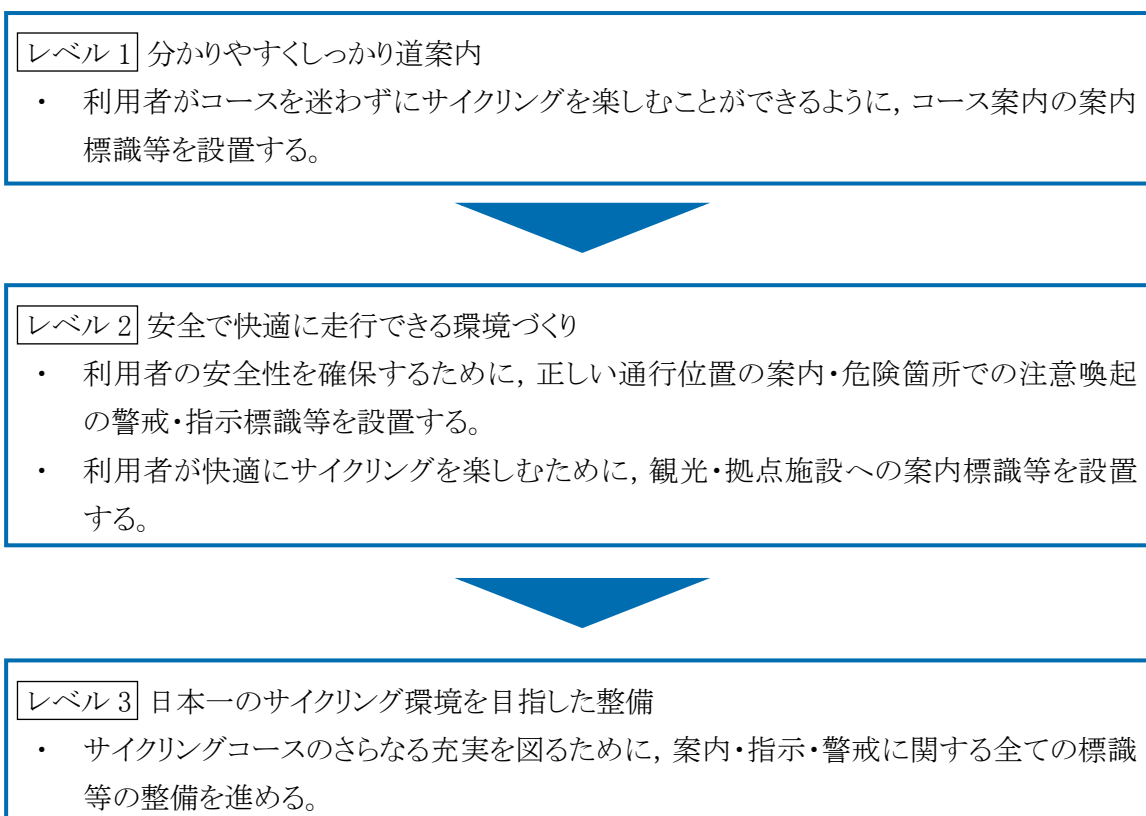 レベル 1 分かりやすくしっかり道案内
・ 利用者がコースを迷わずにサイクリングを楽しむことができるように，コース案内の案内
標識等を設置する。
レベル 2 安全で快適に走行できる環境づくり
・ 利用者の安全性を確保するために，正しい通行位置の案内・危険箇所での注意喚起
の警戒・指示標識等を設置する。
・ 利用者が快適にサイクリングを楽しむために，観光・拠点施設への案内標識等を設置
する。
レベル 3 日本一のサイクリング環境を目指した整備
・ サイクリングコースのさらなる充実を図るために，案内・指示・警戒に関する全ての標識
等の整備を進める。